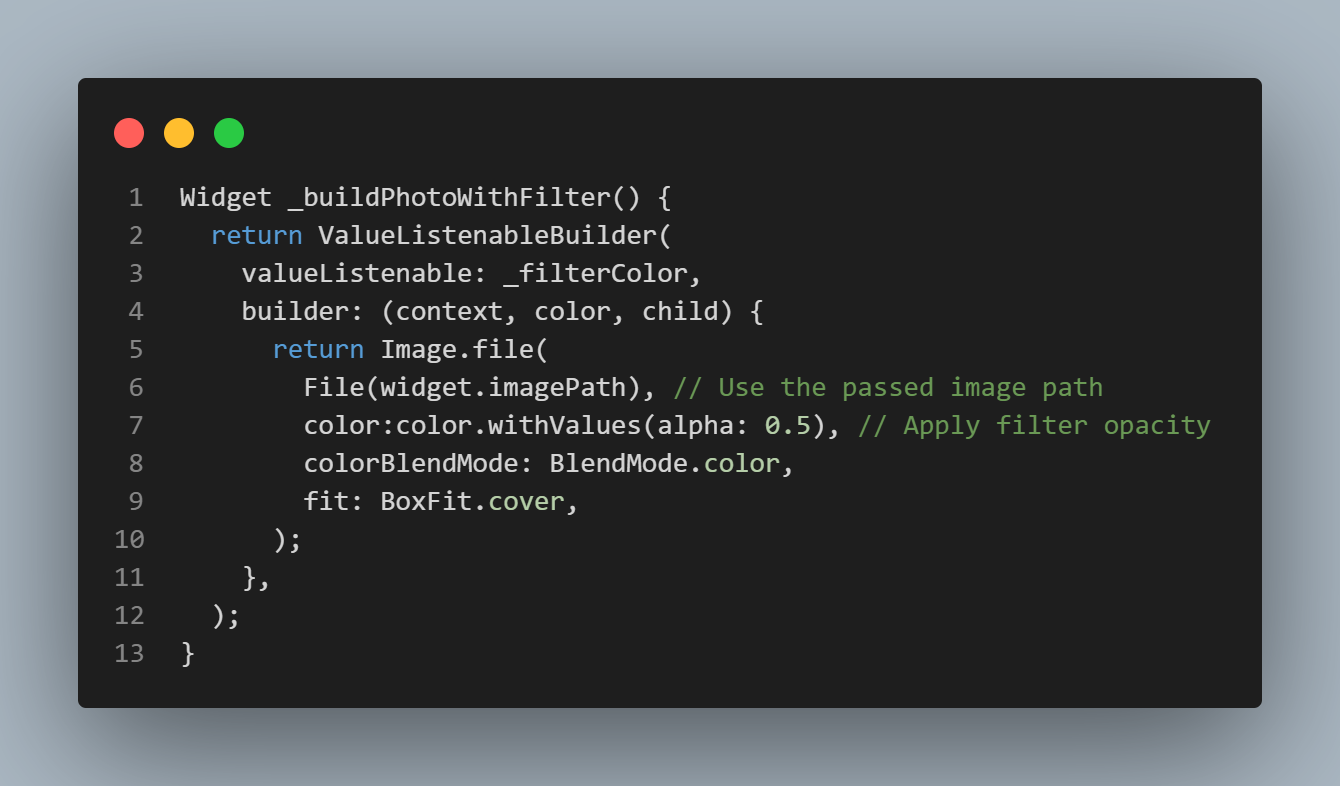 1 Widget _buildPhotoWithFilter() {
2   return ValueListenableBuilder(
3     valueListenable: _filterColor,
4     builder: (context, color, child) {
5       return Image.file(
6         File(widget.imagePath), // Use the passed image path
7         color:color.withValues(alpha: 0.5), // Apply filter opacity
8         colorBlendMode: BlendMode.color,
9         fit: BoxFit.cover,
10       );
11     },
12   );
13 }